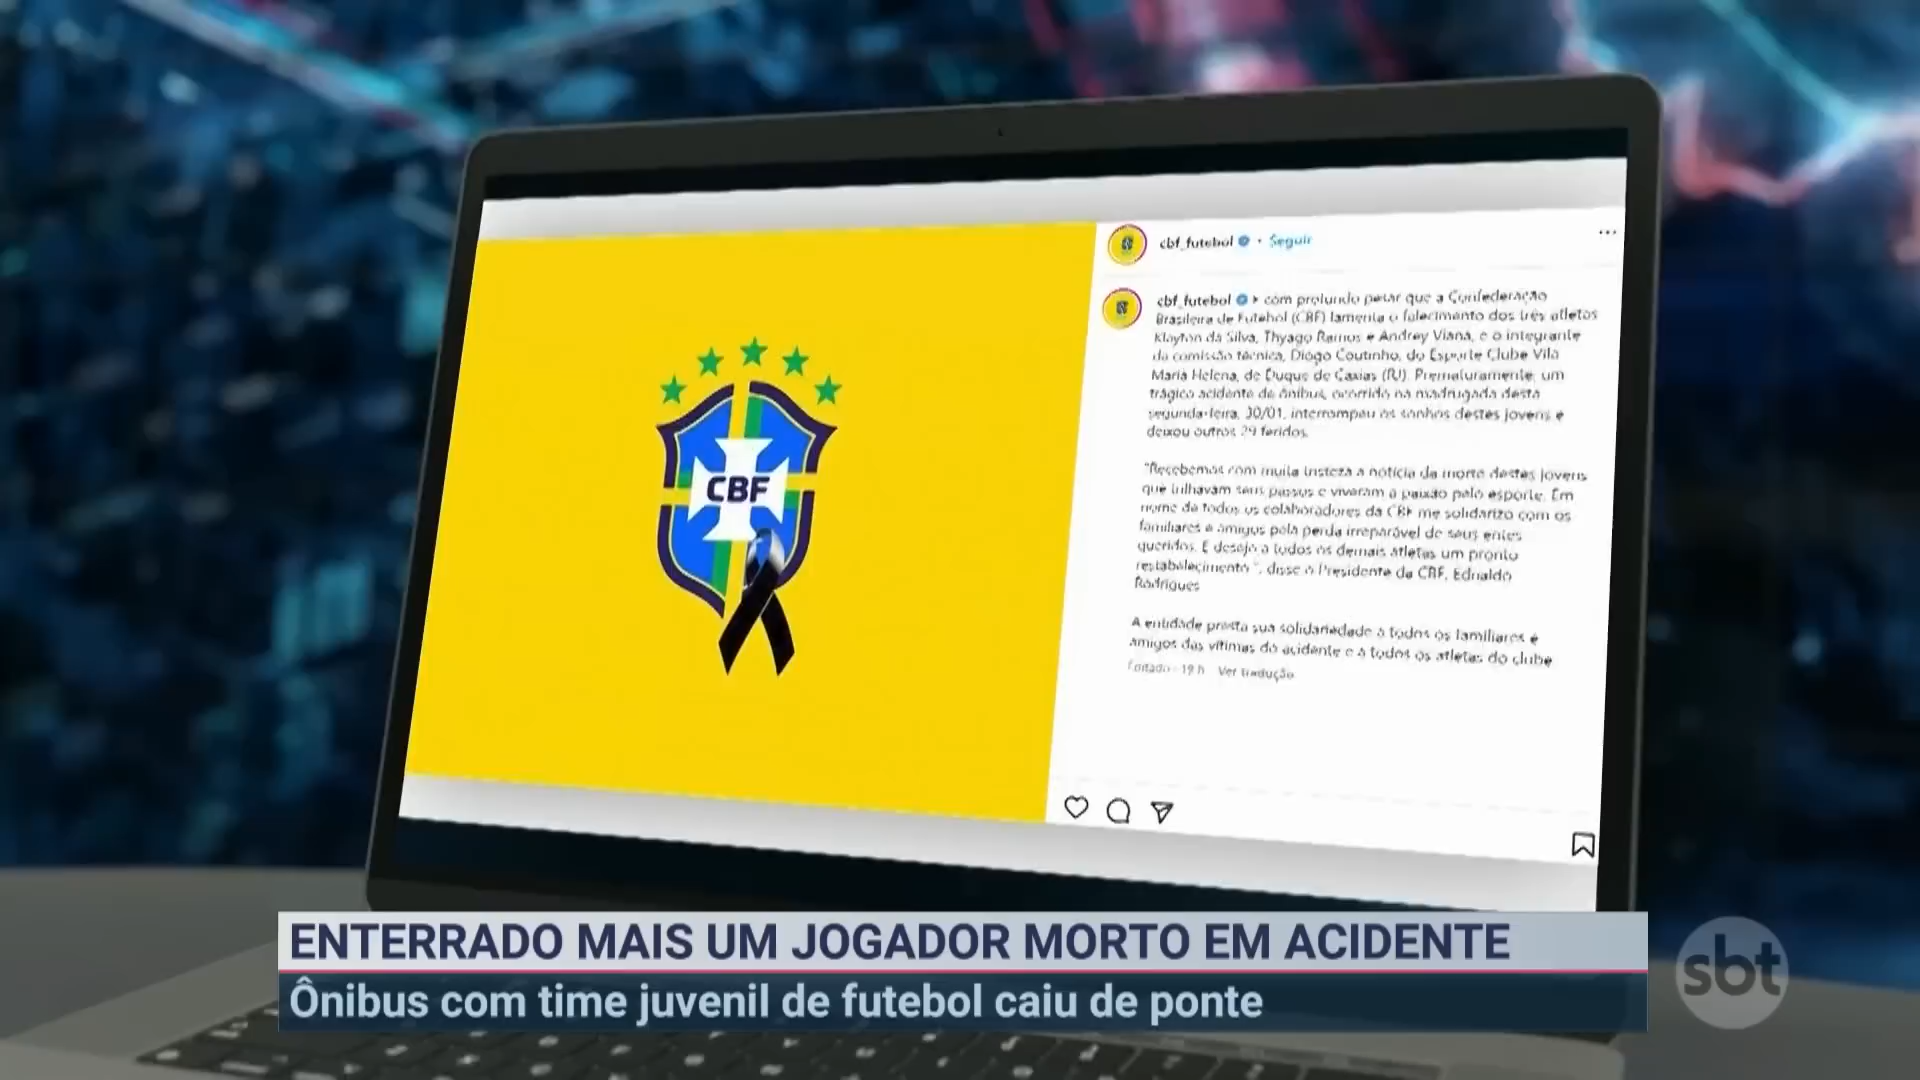 cbf_futebol • Seguir
cbf_futebol com profundo pesar que a Confederação
Brasileira de Futebol (CBF) lamenta o falecimento dos três atletas
Klayton da Silva, Thyago Ramos e Andrey Viana, e o integrante
da comissão técnica, Diogo Coutinho, do Esporte Clube Vila
Maria Helena, de Duque de Caxias (RJ). Prematuramente, um
trágico acidente de ônibus, ocorrido na madrugada desta
segunda-feira, 30/01, interrompeu os sonhos destes jovens e
deixou outros 29 feridos.
"Recebemos com muita tristeza a notícia da morte destes jovens
que trilhavam seus passos e viveram a paixão pelo esporte. Em
nome de todos os colaboradores da CBF me solidarizo com os
familiares e amigos pela perda irreparável de seus entes
queridos. E desejo a todos os demais atletas um pronto
restabelecimento.", disse o Presidente da CBF, Ednaldo
Rodrigues
A entidade presta sua solidariedade a todos os familiares e
amigos das vítimas do acidente e a todos os atletas do clube
Editado · 19 h Ver tradução
CBF
ENTERRADO MAIS UM JOGADOR MORTO EM ACIDENTE
Ônibus com time juvenil de futebol caiu de ponte
sbt